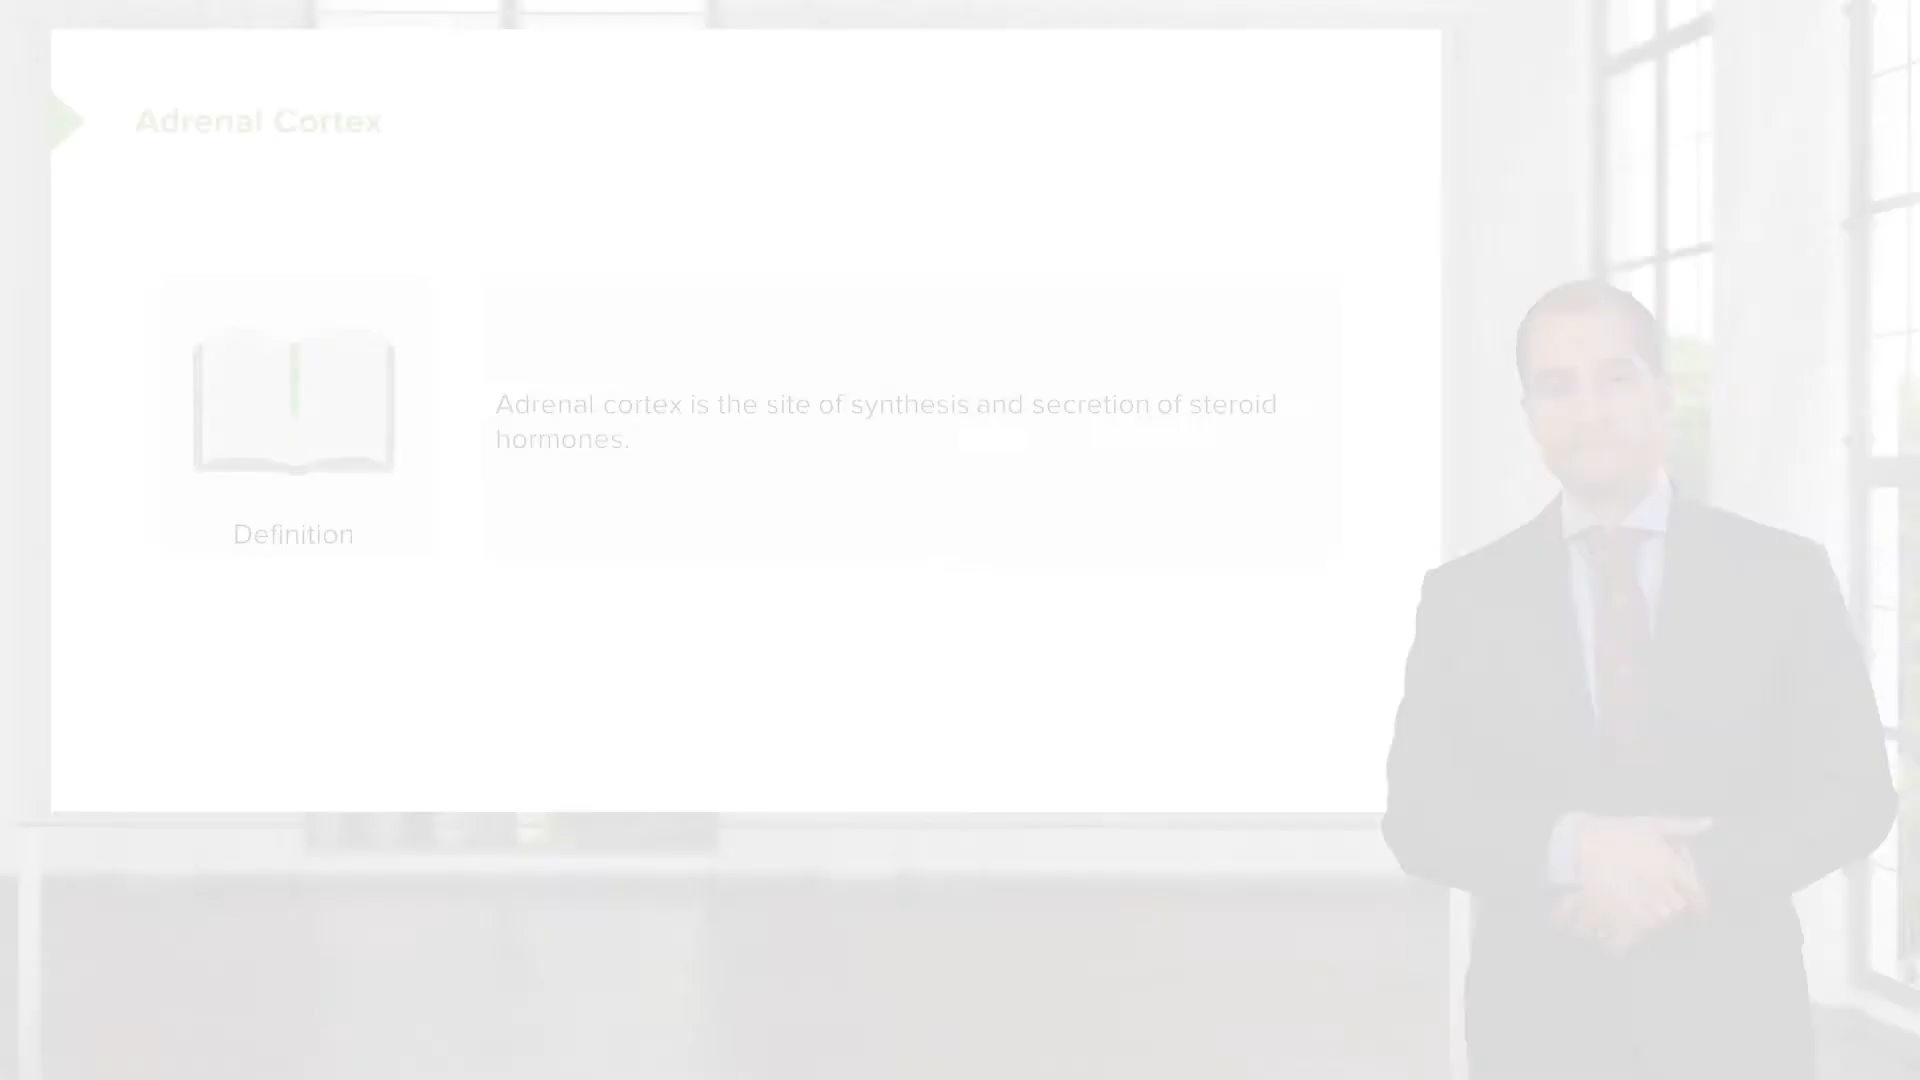 Adrenal Cortex
Adrenal cortex is the site of synthesis and secretion of steroid
hormones.
Definition